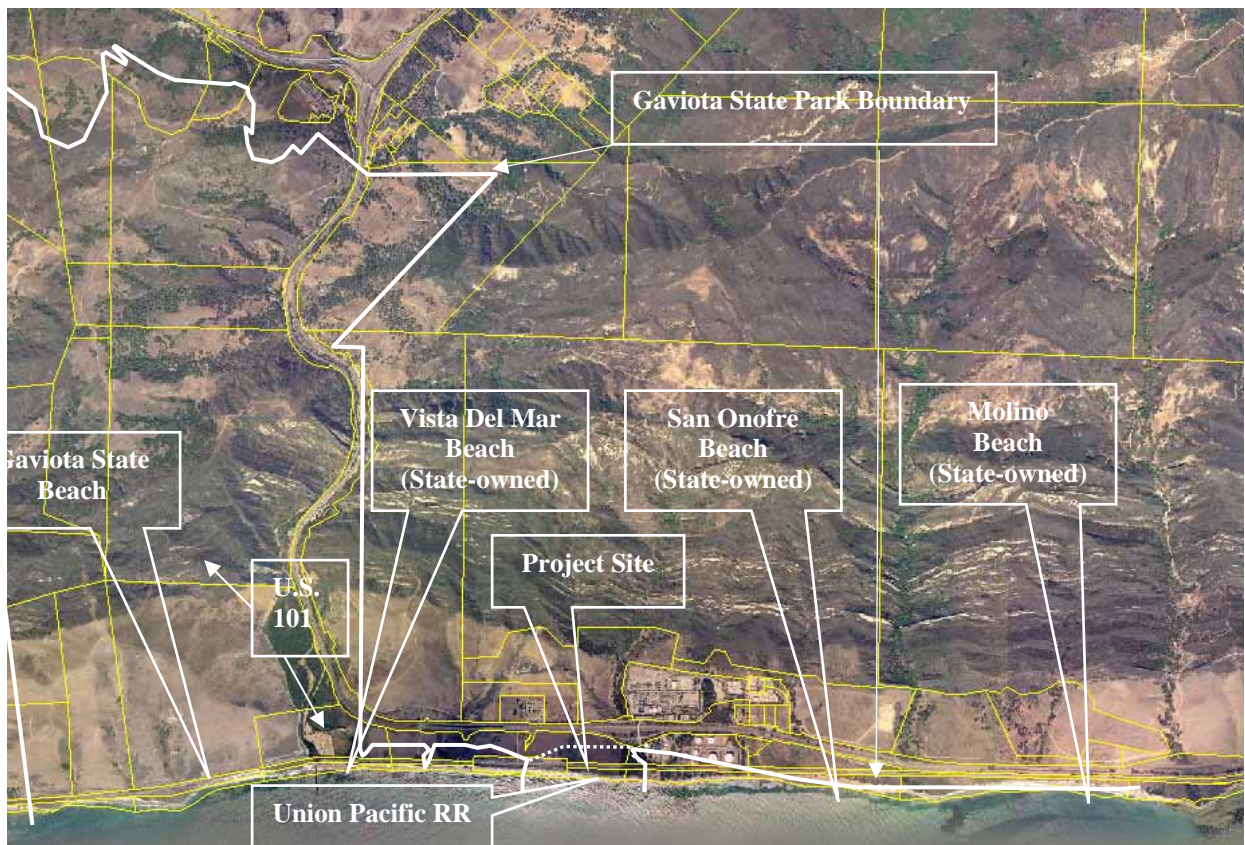 Gaviota State Park Boundary
Gaviota State
Beach
Vista Del Mar
Beach
(State-owned)
San Onofre
Beach
(State-owned)
Molino
Beach
(State-owned)
Project Site
U.S.
101
Union Pacific RR